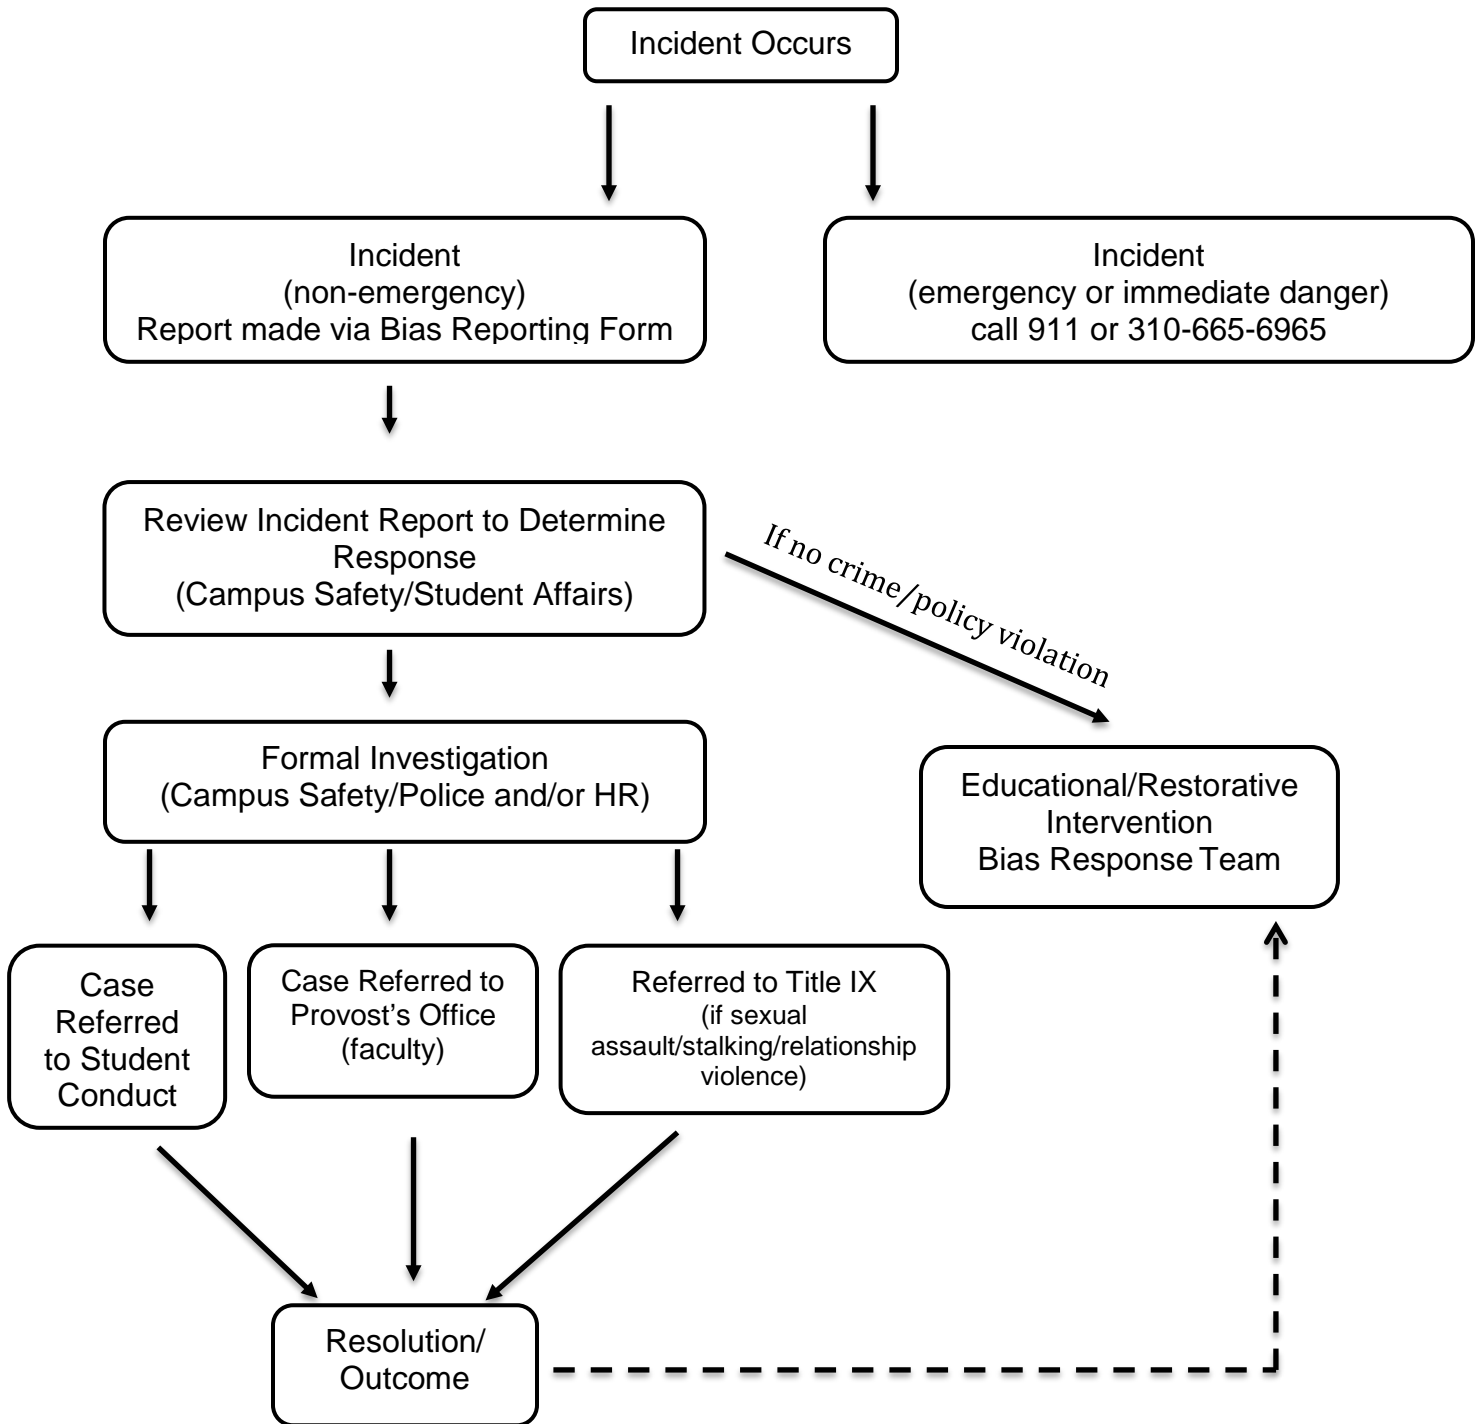 Incident Occurs
Incident
(non-emergency)
Report made via Bias Reporting Form
Incident
(emergency or immediate danger)
call 911 or 310-665-6965
Review Incident Report to Determine
Response
(Campus Safety/Student Affairs)
If no crime/policy violation
Formal Investigation
(Campus Safety/Police and/or HR)
Educational/Restorative
Intervention
Bias Response Team
Case
Referred
to Student
Conduct
Case Referred to
Provost’s Office
(faculty)
Referred to Title IX
(if sexual
assault/stalking/relationship
violence)
Resolution/
Outcome